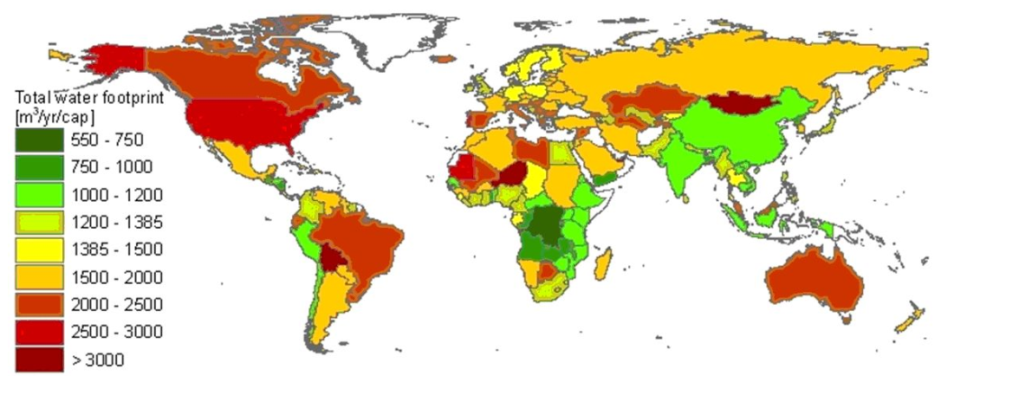 Total water footprint
[m³/yr/cap]
550 - 750
750 - 1000
1000 - 1200
1200 - 1385
1385 - 1500
1500 - 2000
2000 - 2500
2500 - 3000
> 3000